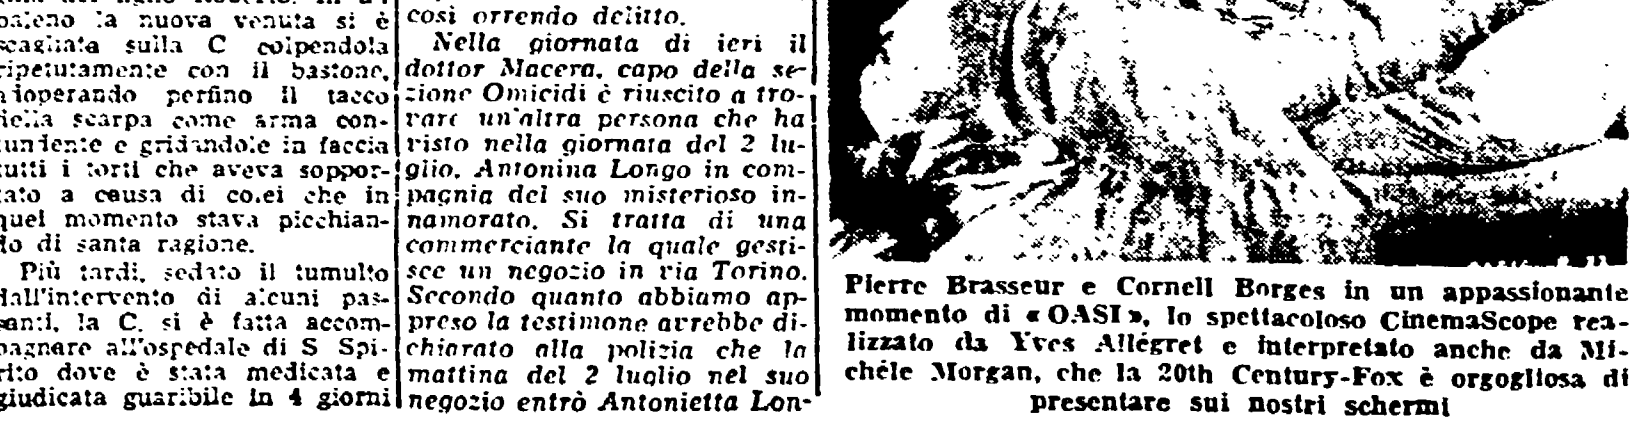 baleno la nuova venuta si è
scagliata sulla C colpendola
ripetutamente con il bastone,
adoperando perfino il tacco
della scarpa come arma con-
tundente e gridandole in faccia
tutti i torti che aveva soppor-
tato a causa di colei che in
quel momento stava picchian-
do di santa ragione.
Più tardi, sedato il tumulto
dall'intervento di alcuni pas-
santi, la C. si è fatta accom-
pagnare all'ospedale di S Spi-
rito dove è stata medicata e
giudicata guaribile in 4 giorni
così orrendo delitto.
Nella giornata di ieri il
dottor Macera, capo della se-
zione Omicidi è riuscito a tro-
vare un'altra persona che ha
visto nella giornata del 2 lu-
glio, Antonina Longo in com-
pagnia del suo misterioso in-
namorato. Si tratta di una
commerciante la quale gesti-
sce un negozio in via Torino.
Secondo quanto abbiamo ap-
preso la testimone avrebbe di-
chiarato alla polizia che la
mattina del 2 luglio nel suo
negozio entrò Antonietta Lon-
Pierre Brasseur e Cornell Borges in un appassionante
momento di « OASI », lo spettacoloso CinemaScope rea-
lizzato da Yves Allégret e interpretato anche da Mi-
chéle Morgan, che la 20th Century-Fox è orgogliosa di
presentare sui nostri schermi